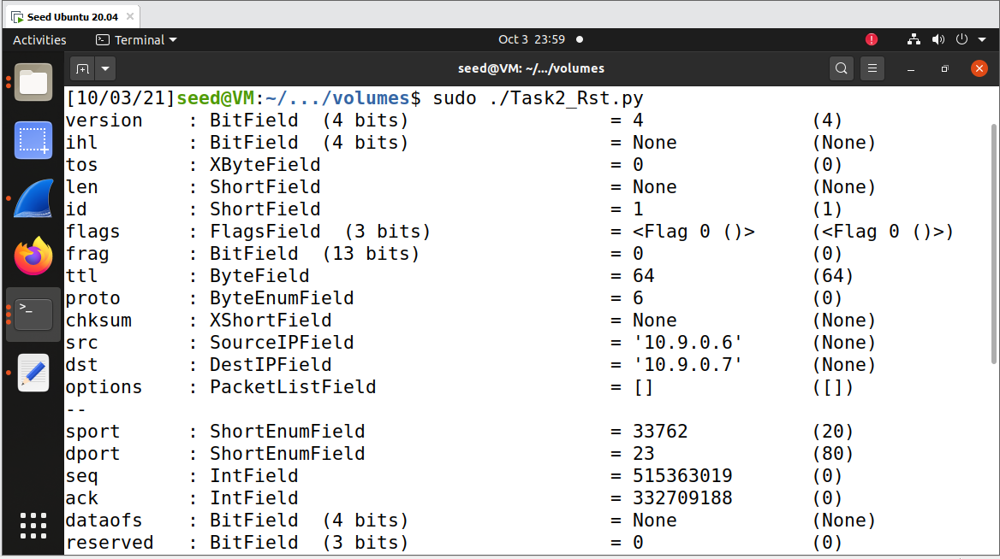 Seed Ubuntu 20.04 ×
Activities Terminal Oct 3 23:59
seed@VM: ~/.../volumes
[10/03/21]seed@VM:~/.../volumes$ sudo ./Task2_Rst.py
version : BitField (4 bits) = 4 (4)
ihl : BitField (4 bits) = None (None)
tos : XByteField = 0 (0)
len : ShortField = None (None)
id : ShortField = 1 (1)
flags : FlagsField (3 bits) = <Flag 0 ()> (<Flag 0 ()>)
frag : BitField (13 bits) = 0 (0)
ttl : ByteField = 64 (64)
proto : ByteEnumField = 6 (0)
chksum : XShortField = None (None)
src : SourceIPField = '10.9.0.6' (None)
dst : DestIPField = '10.9.0.7' (None)
options : PacketListField = [] ([])
--
sport : ShortEnumField = 33762 (20)
dport : ShortEnumField = 23 (80)
seq : IntField = 515363019 (0)
ack : IntField = 332709188 (0)
dataofs : BitField (4 bits) = None (None)
reserved : BitField (3 bits) = 0 (0)